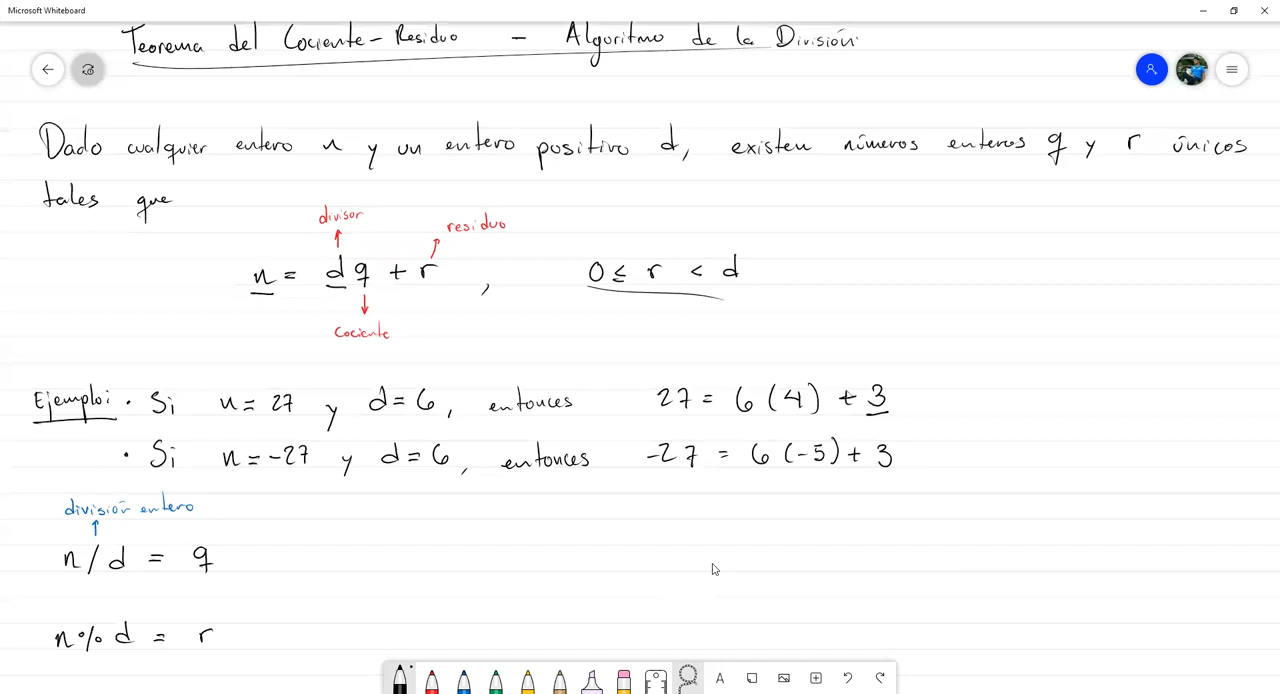 Microsoft Whiteboard
Teorema del Cociente-Residuo - Algoritmo de la División
Dado cualquier entero n y un entero positivo d, existen números enteros q y r únicos
tales que
divisor
residuo
n = dq + r , 0 ≤ r < d
cociente
Ejemplo: • Si n = 27 y d = 6, entonces 27 = 6(4) + 3
• Si n = -27 y d = 6, entonces -27 = 6(-5) + 3
división entero
n/d = q
n%d = r